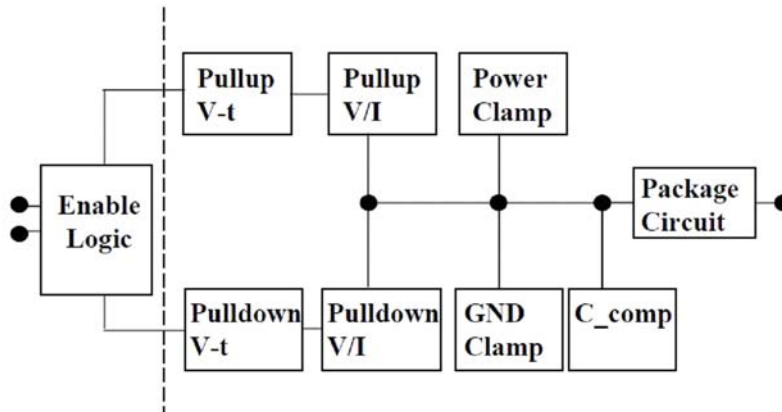 Pullup
V-t
Pullup
V/I
Power
Clamp
Enable
Logic
Package
Circuit
Pulldown
V-t
Pulldown
V/I
GND
Clamp
C_comp